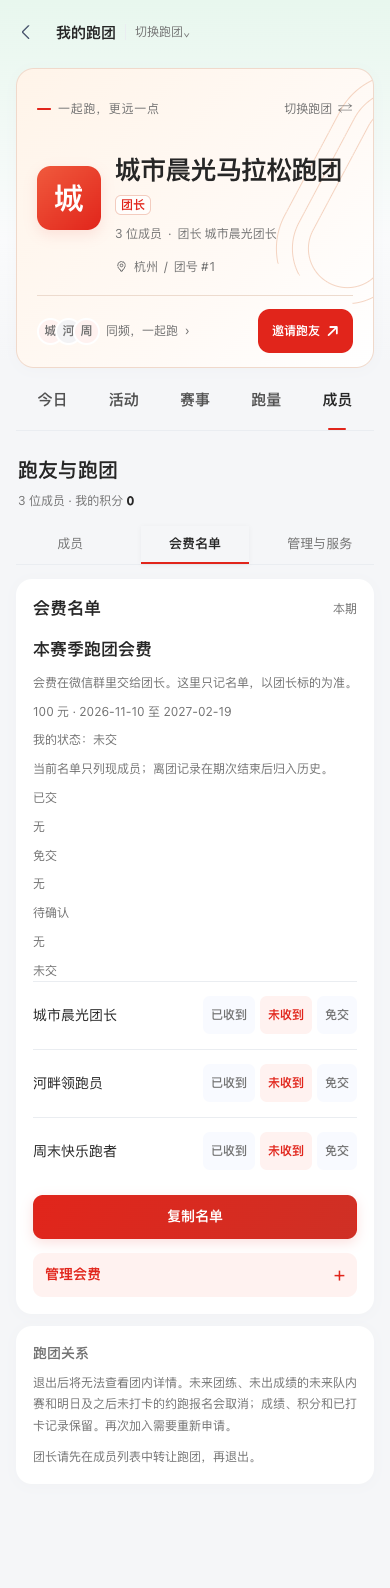 我的跑团 切换跑团
一起跑，更远一点 切换跑团
城
城市晨光马拉松跑团
团长
3 位成员 · 团长 城市晨光团长
杭州 / 团号 #1
城 河 周 同频，一起跑 ›
邀请跑友
今日 活动 赛事 跑量 成员
跑友与跑团
3 位成员 · 我的积分 0
成员 会费名单 管理与服务
会费名单 本期
本赛季跑团会费
会费在微信群里交给团长。这里只记名单，以团长标的为准。
100 元 · 2026-11-10 至 2027-02-19
我的状态：未交
当前名单只列现成员；离团记录在期次结束后归入历史。
已交
无
免交
无
待确认
无
未交
城市晨光团长 已收到 未收到 免交
河畔领跑员 已收到 未收到 免交
周末快乐跑者 已收到 未收到 免交
复制名单
管理会费 +
跑团关系
退出后将无法查看团内详情。未来团练、未出成绩的未来队内
赛和明日及之后未打卡的约跑报名会取消；成绩、积分和已打
卡记录保留。再次加入需要重新申请。
团长请先在成员列表中转让跑团，再退出。